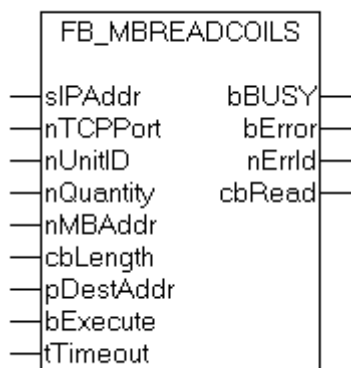 FB_MBREADCOILS
sIPAddr bBUSY
nTCPPort bError
nUnitID nErrId
nQuantity cbRead
nMBAddr
cbLength
pDestAddr
bExecute
tTimeout